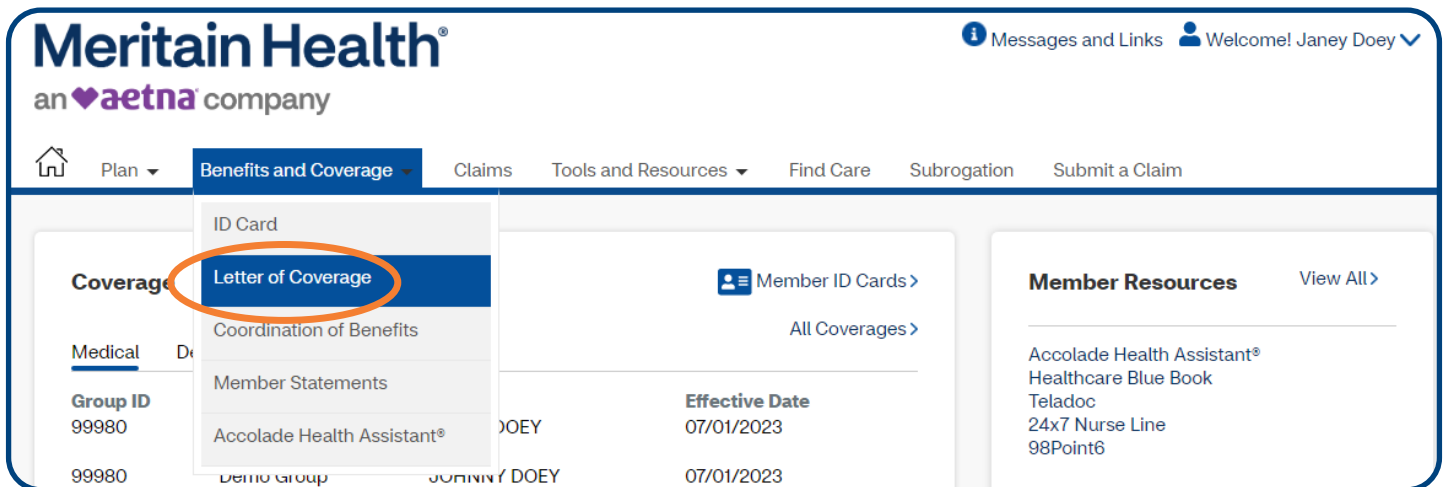 Meritain Health®
an aetna company
Messages and Links
Welcome! Janey Doey
Plan
Benefits and Coverage
Claims
Tools and Resources
Find Care
Subrogation
Submit a Claim
ID Card
Letter of Coverage
Coordination of Benefits
Member Statements
Accolade Health Assistant®
Coverage
Member ID Cards
All Coverages
Medical
Group ID
Effective Date
99980
DOEY
07/01/2023
99980
Demo Group
JOHNNY DOEY
07/01/2023
Member Resources
View All
Accolade Health Assistant®
Healthcare Blue Book
Teladoc
24x7 Nurse Line
98Point6